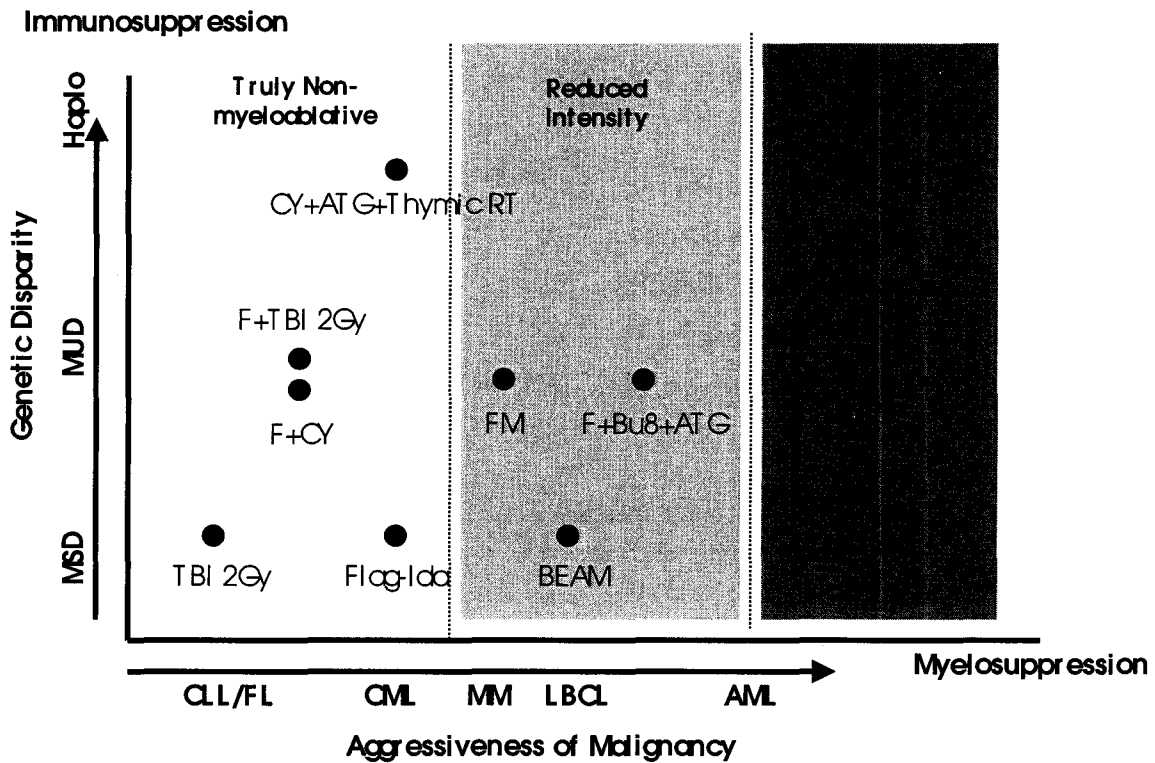 Immunosuppression
Truly Non-
myeloablative
Reduced
Intensity
Haplo
CY+ATG+Thymic RT
Genetic Disparity
MUD
F+TBI 2Gy
F+CY
FM
F+Bu8+ATG
MSD
TBI 2Gy
Flag-Ida
BEAM
Myelosuppression
CLL/FL
CML
MM
LBCL
AML
Aggressiveness of Malignancy